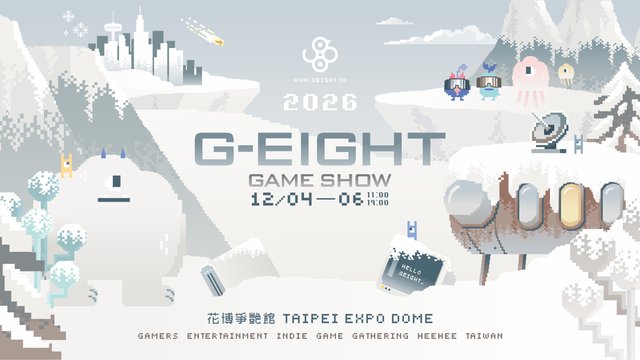 WWW.GEIGHT.IO
2026
G-EIGHT
GAME SHOW
12/04—06 11:00 19:00
HELLO
GEIGHT_
花博爭艷館 TAIPEI EXPO DOME
GAMERS ENTERTAINMENT INDIE GAME GATHERING HEEHEE TAIWAN